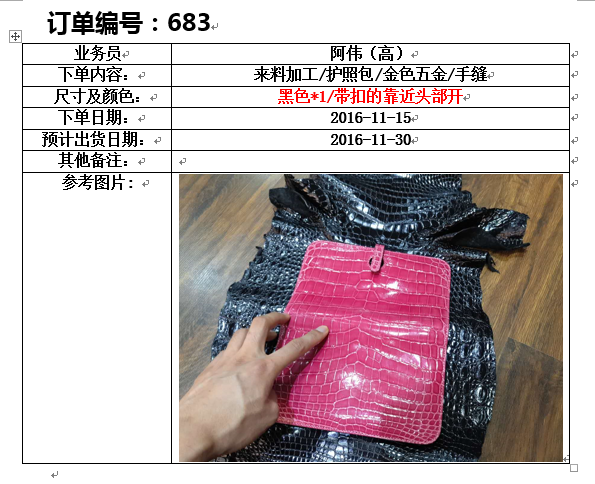 订单编号：683
业务员 阿伟（高）
下单内容： 来料加工/护照包/金色五金/手缝
尺寸及颜色： 黑色*1/带扣的靠近头部开
下单日期： 2016-11-15
预计出货日期： 2016-11-30
其他备注：
参考图片：